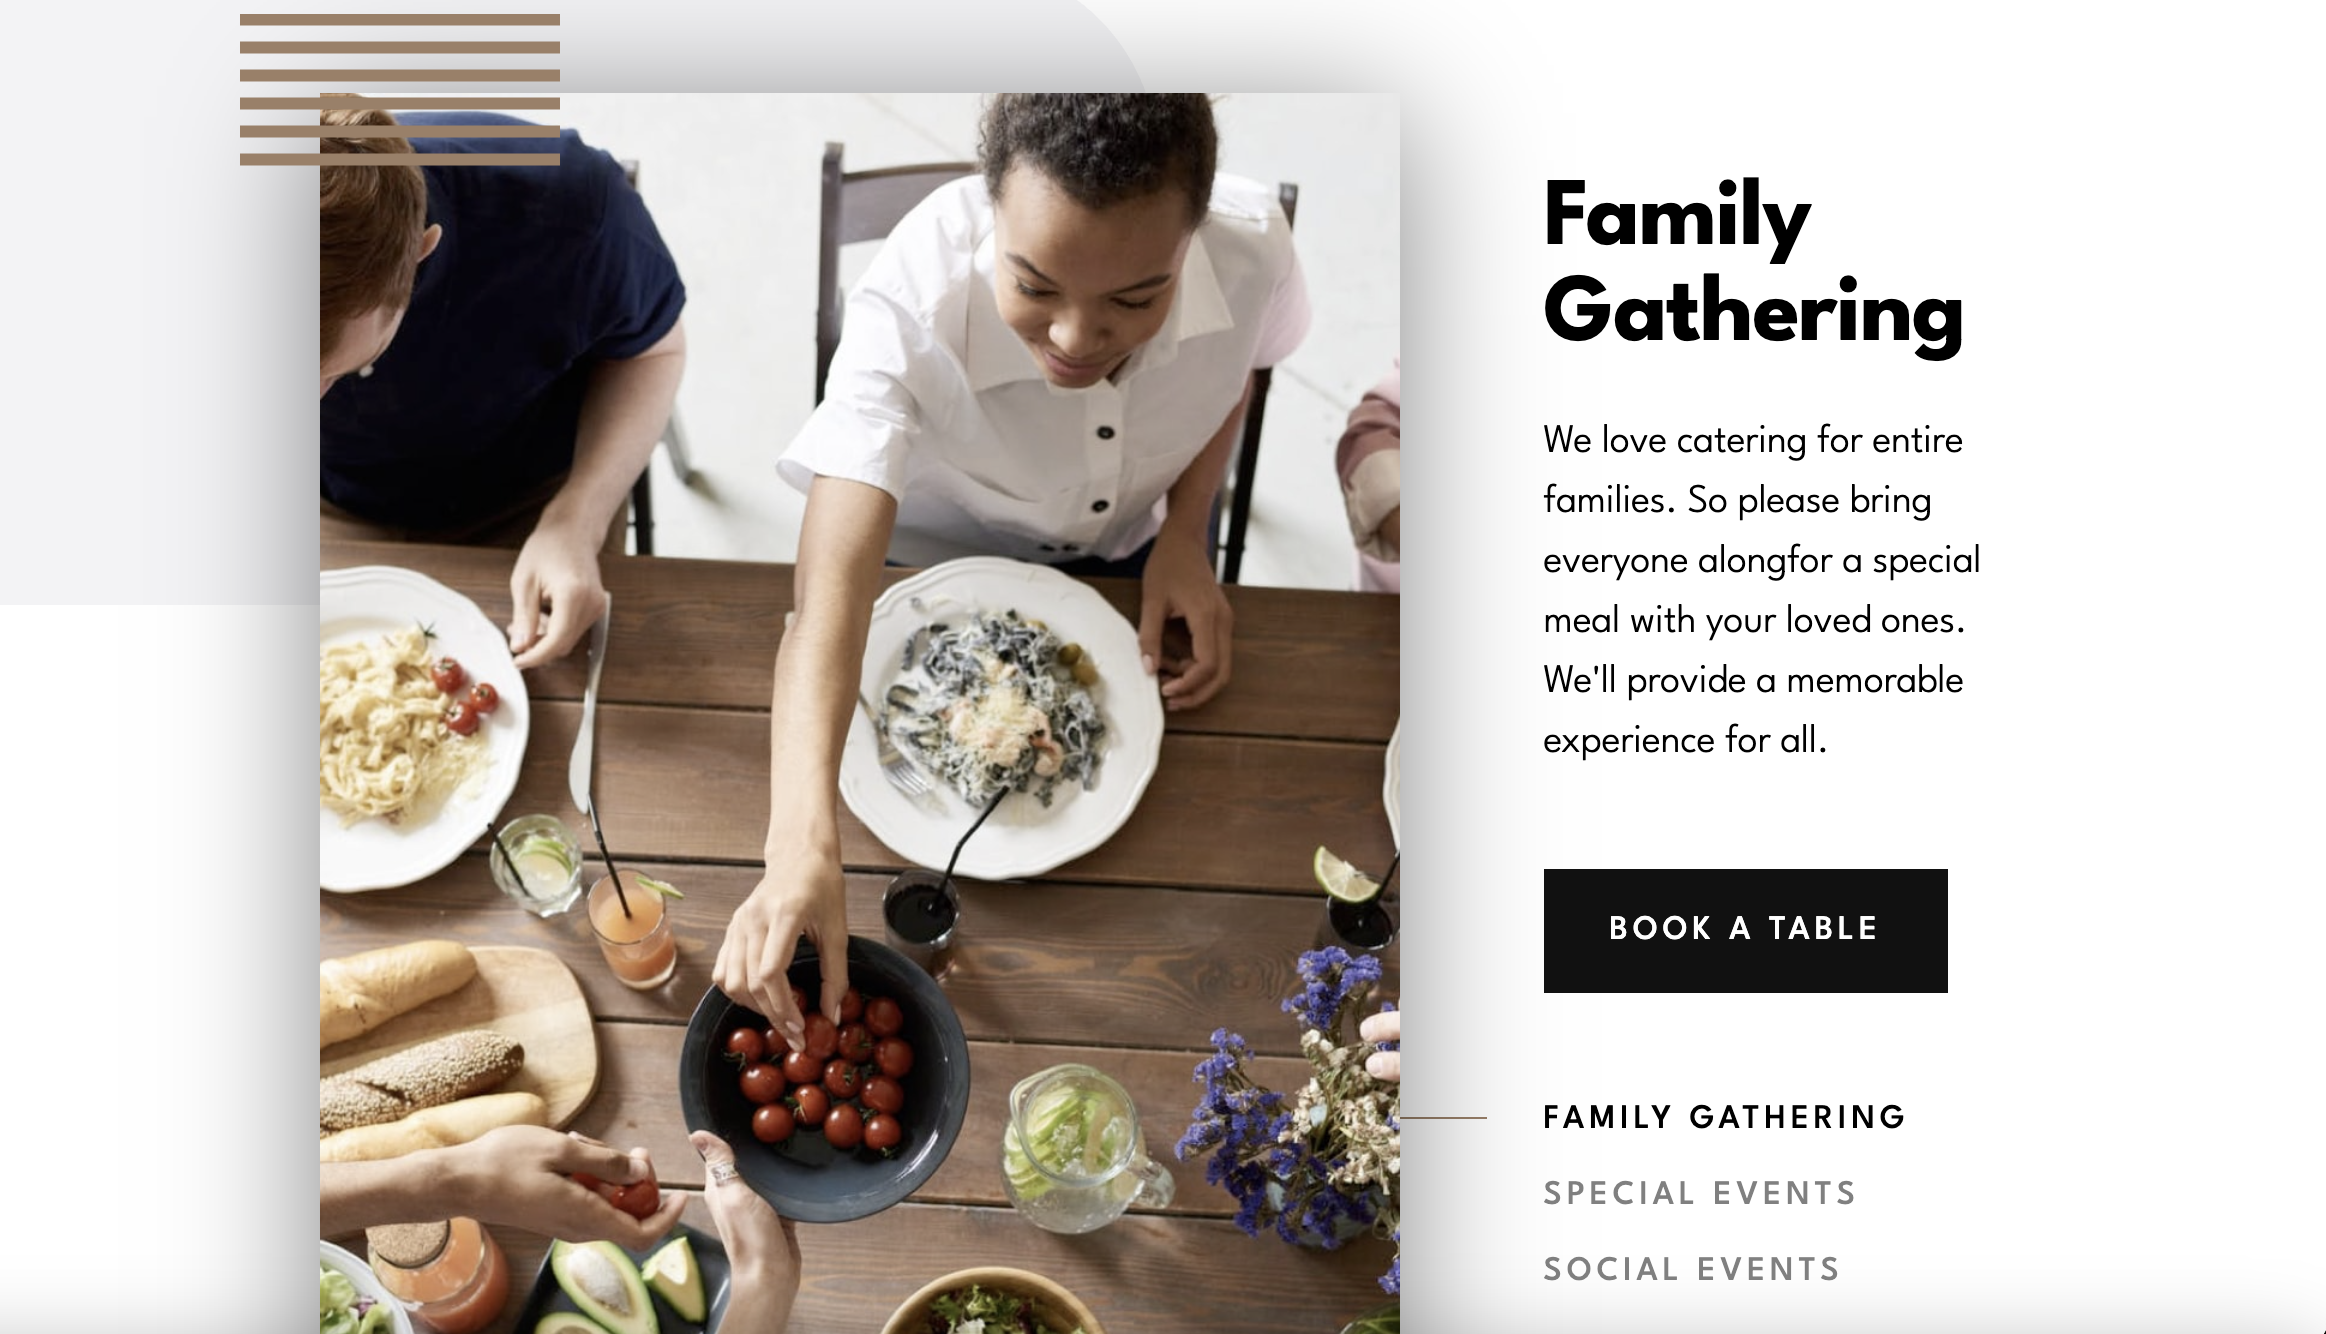 Family
Gathering
We love catering for entire
families. So please bring
everyone alongfor a special
meal with your loved ones.
We'll provide a memorable
experience for all.
BOOK A TABLE
FAMILY GATHERING
SPECIAL EVENTS
SOCIAL EVENTS